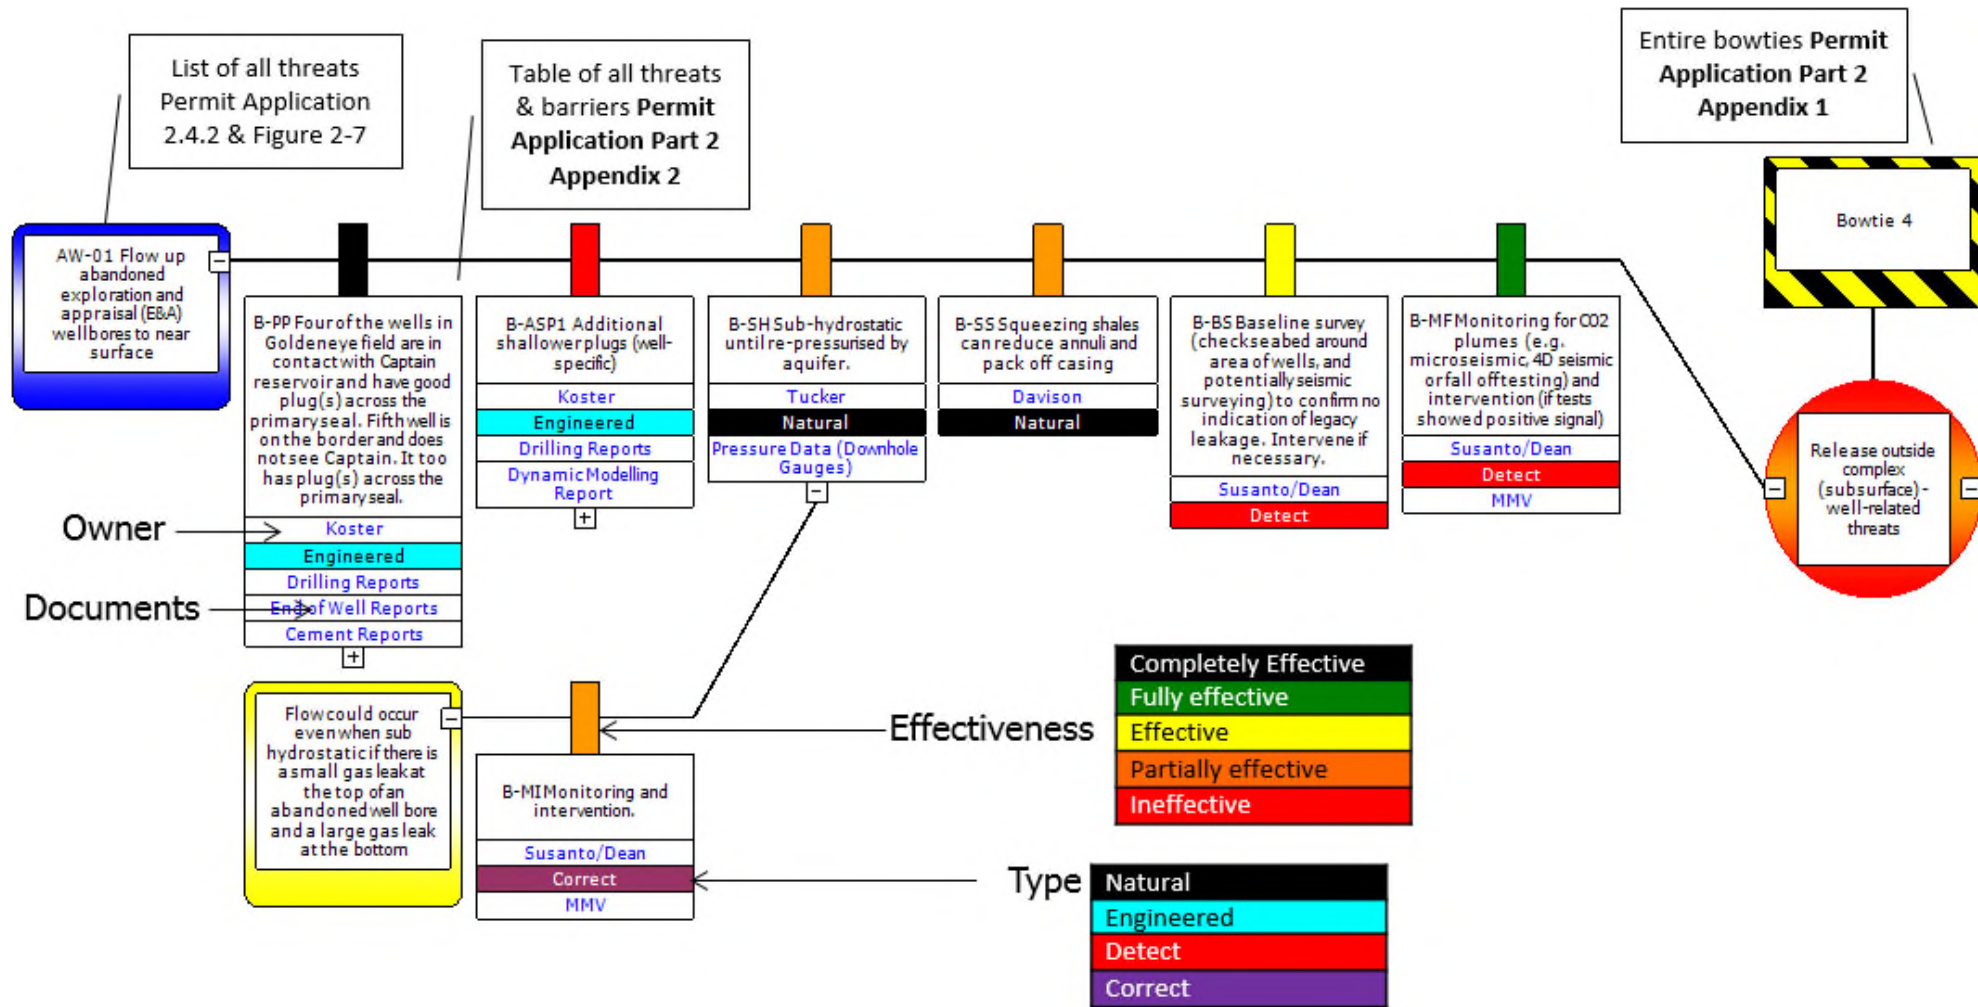 List of all threats
Permit Application
2.4.2 & Figure 2-7
Table of all threats
& barriers Permit
Application Part 2
Appendix 2
Entire bowties Permit
Application Part 2
Appendix 1
Bowtie 4
AW-01 Flow up
abandoned
exploration and
appraisal (E&A)
wellbores to near
surface
B-PP Four of the wells in
Goldeneye field are in
contact with Captain
reservoir and have good
plug(s) across the
primary seal. Fifth well is
on the border and does
not see Captain. It too
has plug(s) across the
primary seal.
Koster
Engineered
Drilling Reports
End of Well Reports
Cement Reports
B-ASP1 Additional
shallower plugs (well-
specific)
Koster
Engineered
Drilling Reports
Dynamic Modelling
Report
B-SH Sub-hydrostatic
until re-pressurised by
aquifer.
Tucker
Natural
Pressure Data (Downhole
Gauges)
B-SS Squeezing shales
can reduce annuli and
pack off casing
Davison
Natural
B-BS Baseline survey
(check seabed around
area of wells, and
potentially seismic
surveying) to confirm no
indication of legacy
leakage. Intervene if
necessary.
Susanto/Dean
Detect
B-MF Monitoring for CO2
plumes (e.g.
microseismic, 4D seismic
or fall off testing) and
intervention (if tests
showed positive signal)
Susanto/Dean
Detect
MMV
Release outside
complex
(subsurface) -
well-related
threats
Owner
Documents
Flow could occur
even when sub
hydrostatic if there is
a small gas leak at
the top of an
abandoned well bore
and a large gas leak
at the bottom
B-MI Monitoring and
intervention.
Susanto/Dean
Correct
MMV
Effectiveness
Completely Effective
Fully effective
Effective
Partially effective
Ineffective
Type
Natural
Engineered
Detect
Correct